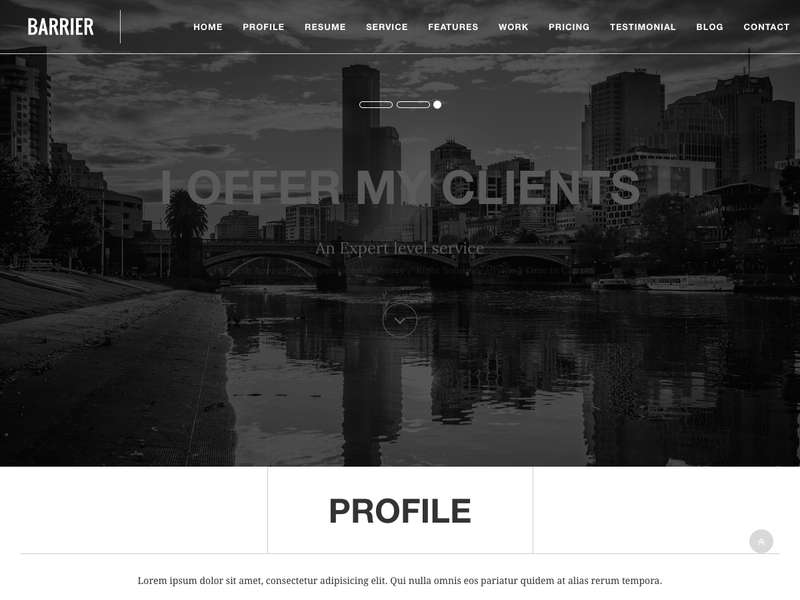 BARRIER
HOME PROFILE RESUME SERVICE FEATURES WORK PRICING TESTIMONIAL BLOG CONTACT
I OFFER MY CLIENTS
An Expert level service
PROFILE
Lorem ipsum dolor sit amet, consectetur adipisicing elit. Qui nulla omnis eos pariatur quidem at alias rerum tempora.